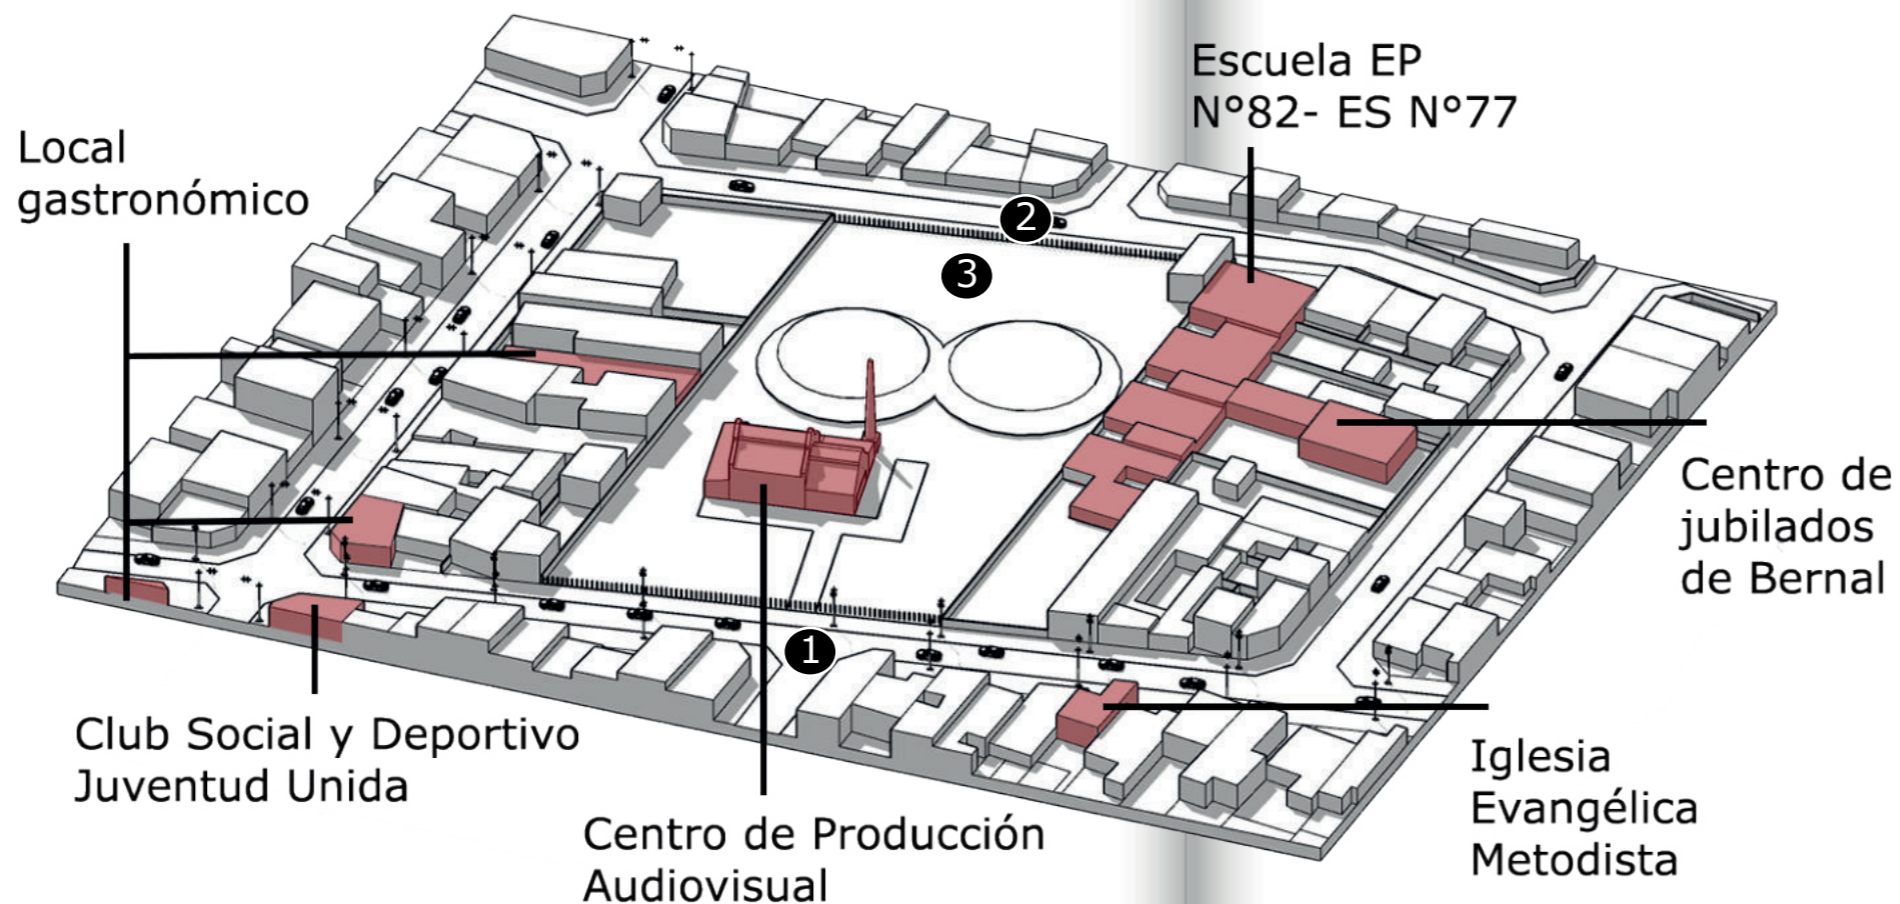 Escuela EP
N°82- ES N°77
Local
gastronómico
2
3
Centro de
jubilados
de Bernal
1
Club Social y Deportivo
Juventud Unida
Iglesia
Evangélica
Metodista
Centro de Producción
Audiovisual